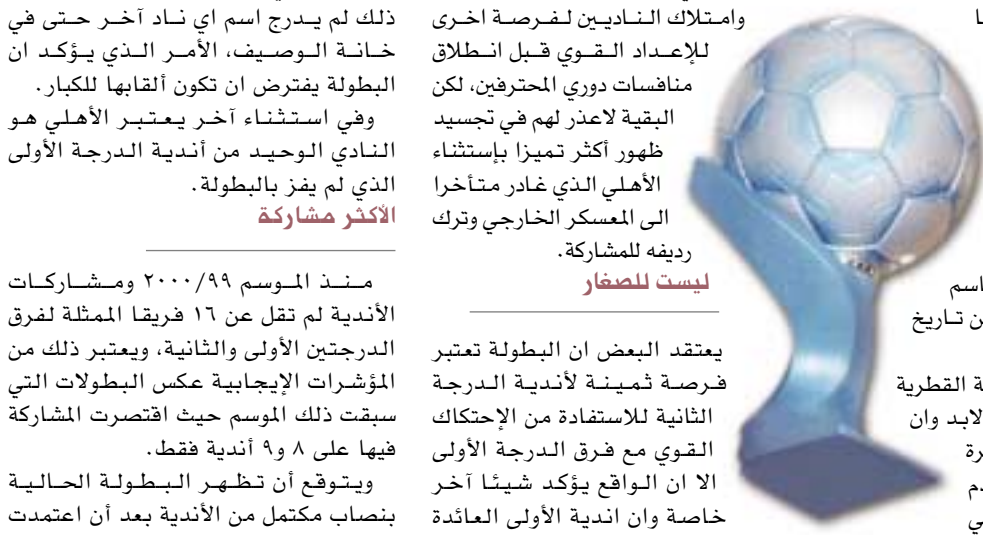 ا
اسم
ن تاريخ
ة القطرية
لابد وان
رة
دم
ي
وامتلاك الناديين لفرصة اخرى
للإعداد القوي قبل انطلاق
منافسات دوري المحترفين، لكن
البقية لاعذر لهم في تجسيد
ظهور أكثر تميزا بإستثناء
الأهلي الذي غادر متأخرا
الى المعسكر الخارجي وترك
رديفه للمشاركة.
ليست للصغار
يعتقد البعض ان البطولة تعتبر
فرصة ثمينة لأندية الدرجة
الثانية للاستفادة من الإحتكاك
القوي مع فرق الدرجة الأولى
الا ان الواقع يؤكد شيئا آخر
خاصة وان اندية الأولى العائدة
ذلك لم يدرج اسم اي ناد آخر حتى في
خانة الوصيف، الأمر الذي يؤكد ان
البطولة يفترض ان تكون ألقابها للكبار.
وفي استثناء آخر يعتبر الأهلي هو
النادي الوحيد من أندية الدرجة الأولى
الذي لم يفز بالبطولة.
الأكثر مشاركة
منذ الموسم ٢٠٠٠/٩٩ ومشاركات
الأندية لم تقل عن ١٦ فريقا الممثلة لفرق
الدرجتين الأولى والثانية، ويعتبر ذلك من
المؤشرات الإيجابية عكس البطولات التي
سبقت ذلك الموسم حيث اقتصرت المشاركة
فيها على ٨ و٩ أندية فقط.
ويتوقع أن تظهر البطولة الحالية
بنصاب مكتمل من الأندية بعد أن اعتمدت